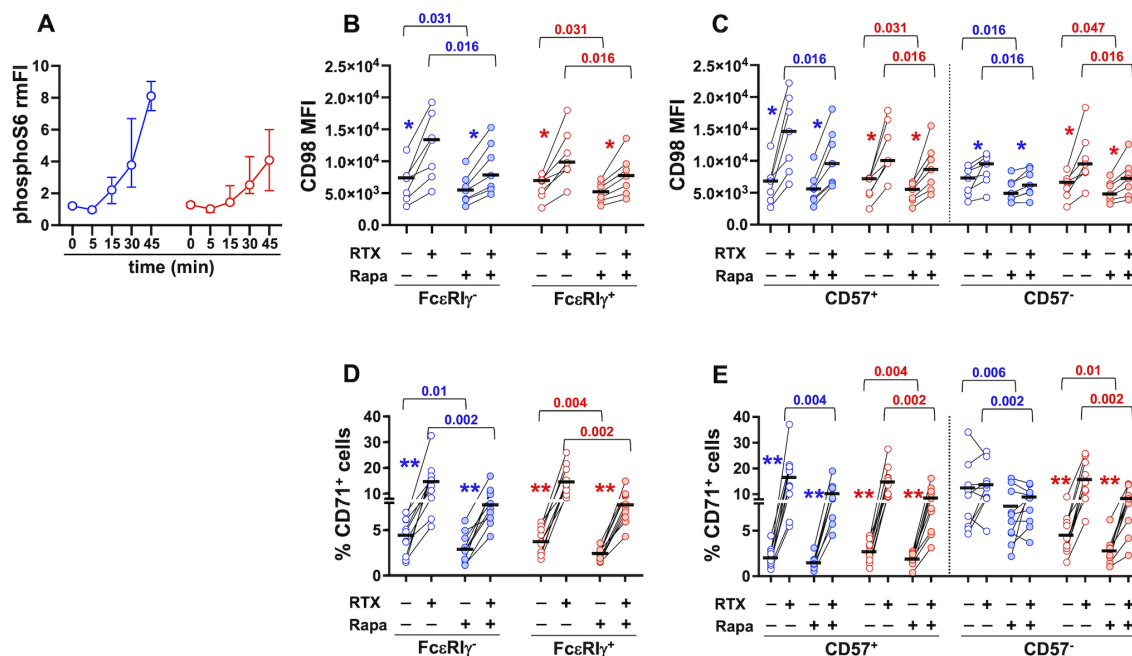 A
phosphoS6 rmFI
10
8
6
4
2
0
0 5 15 30 45 0 5 15 30 45
time (min)
B
0.031
0.016
0.031
0.016
CD98 MFI
2.5×10⁴
2.0×10⁴
1.5×10⁴
1.0×10⁴
5.0×10³
0.0
* * * *
RTX – + – + – + – +
Rapa – – + + – – + +
FcεRIγ⁻ FcεRIγ⁺
C
0.016
0.031
0.016
0.016
0.016
0.047
0.016
CD98 MFI
2.5×10⁴
2.0×10⁴
1.5×10⁴
1.0×10⁴
5.0×10³
0.0
* * * * * * * *
RTX – + – + – + – + – + – + – + – +
Rapa – – + + – – + + – – + + – – + +
CD57⁺ CD57⁻
D
0.01
0.002
0.004
0.002
% CD71⁺ cells
40
30
20
10
5
0
** ** ** **
RTX – + – + – + – +
Rapa – – + + – – + +
FcεRIγ⁻ FcεRIγ⁺
E
0.004
0.004
0.002
0.006
0.002
0.01
0.002
% CD71⁺ cells
40
30
20
10
5
0
** ** ** ** ** **
RTX – + – + – + – + – + – + – + – +
Rapa – – + + – – + + – – + + – – + +
CD57⁺ CD57⁻